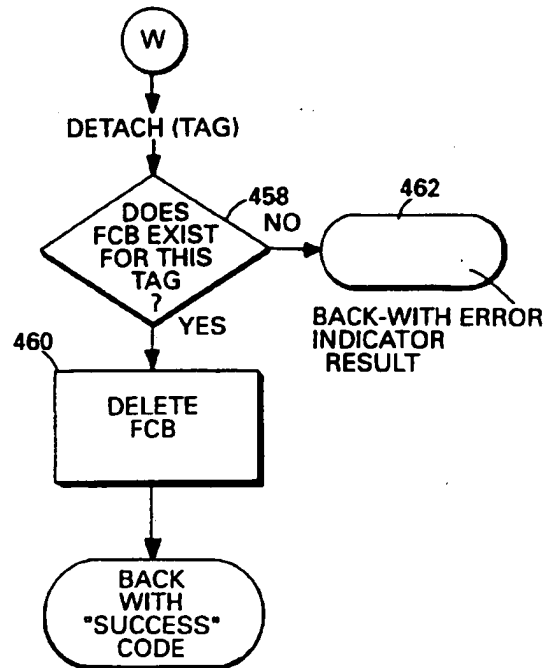 W
DETACH (TAG)
458
DOES
FCB EXIST
FOR THIS
TAG
?
NO
462
BACK-WITH ERROR
INDICATOR
RESULT
YES
460
DELETE
FCB
BACK
WITH
"SUCCESS"
CODE